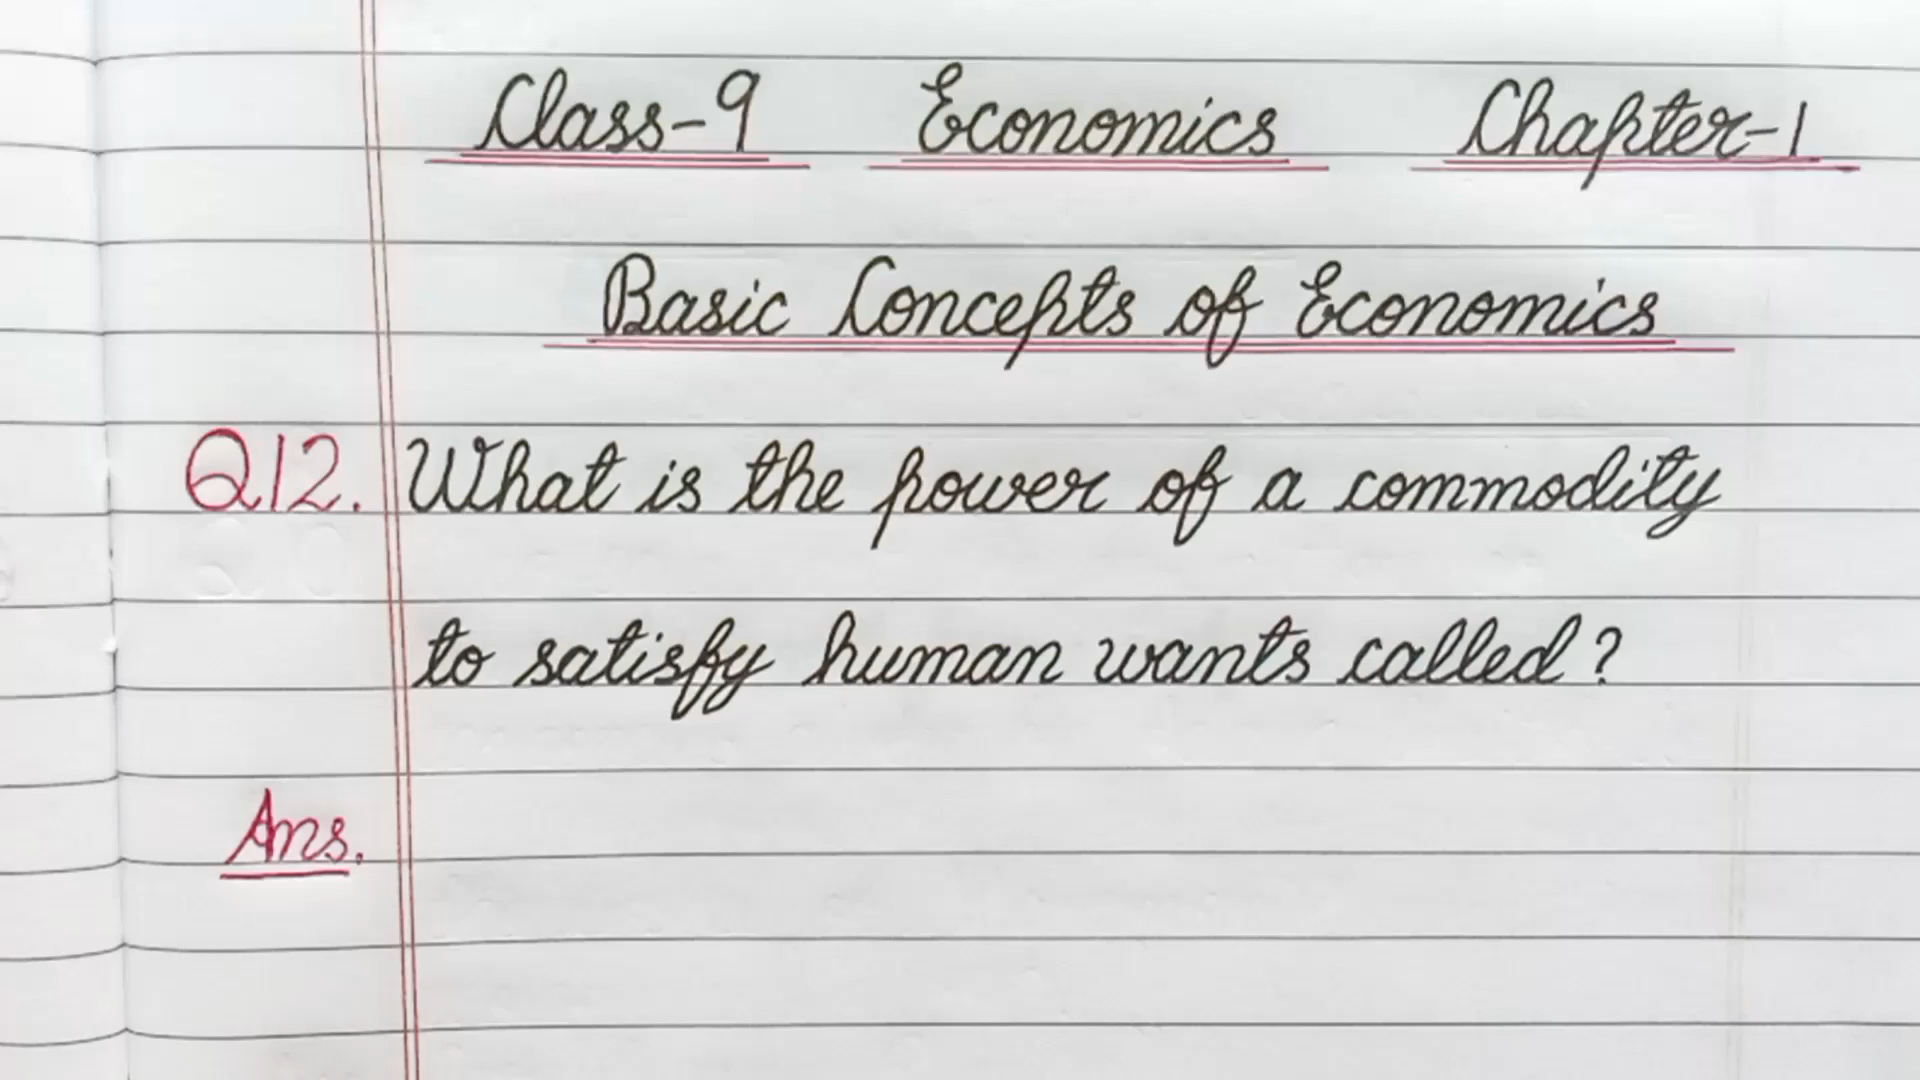 Class-9 Economics Chapter-1
Basic Concepts of Economics
Q12. What is the power of a commodity
to satisfy human wants called?
Ans.